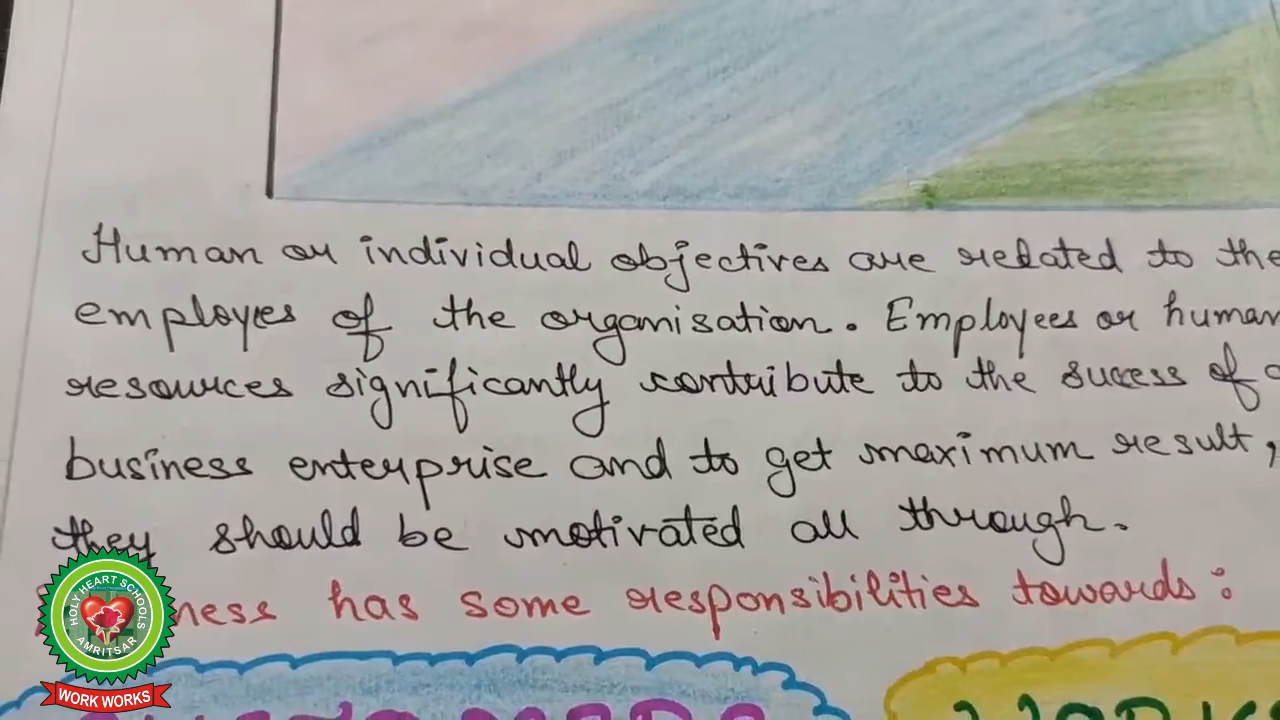 Human or individual objectives are related to the
employees of the organisation. Employees or human
resources significantly contribute to the success of a
business enterprise and to get maximum result,
they should be motivated all through.
has some responsibilities towards:
HOLY HEART SCHOOLS
AMRITSAR
WORK WORKS